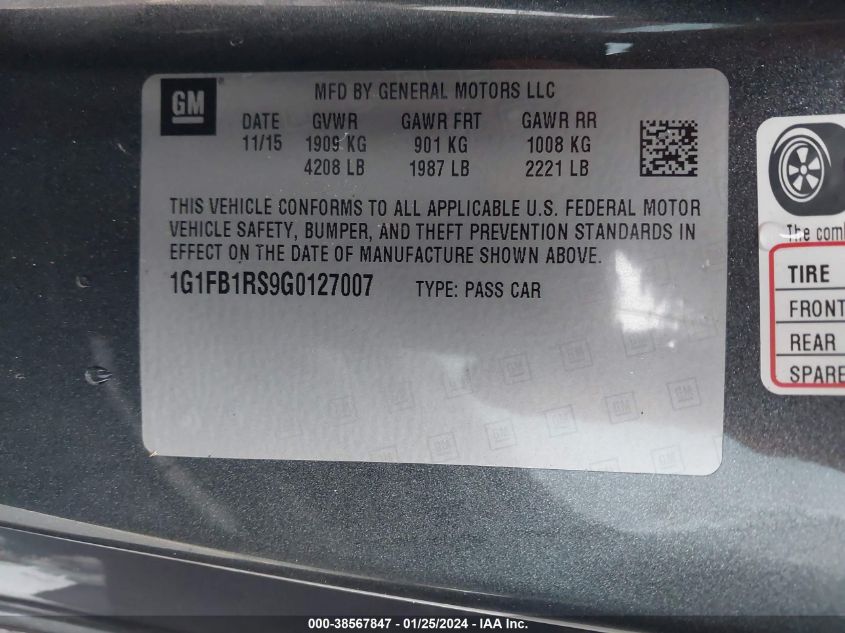 GM
MFD BY GENERAL MOTORS LLC
DATE GVWR GAWR FRT GAWR RR
11/15 1909 KG 901 KG 1008 KG
4208 LB 1987 LB 2221 LB
THIS VEHICLE CONFORMS TO ALL APPLICABLE U.S. FEDERAL MOTOR
VEHICLE SAFETY, BUMPER, AND THEFT PREVENTION STANDARDS IN
EFFECT ON THE DATE OF MANUFACTURE SHOWN ABOVE.
1G1FB1RS9G0127007 TYPE: PASS CAR
The
TIRE
FRONT
REAR
SPARE
000-38567847 - 01/25/2024 - IAA Inc.